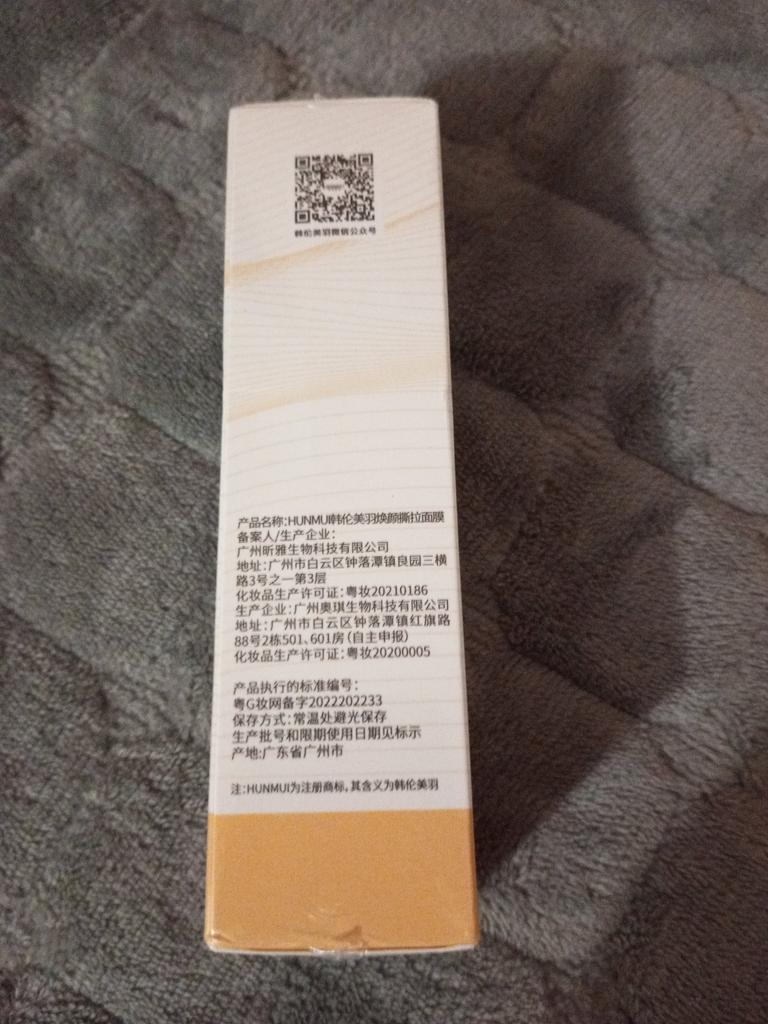 韩伦美羽微信公众号
产品名称:HUNMUI韩伦美羽焕颜撕拉面膜
备案人/生产企业:
广州昕雅生物科技有限公司
地址:广州市白云区钟落潭镇良园三横
路3号之一第3层
化妆品生产许可证:粤妆20210186
生产企业:广州奥琪生物科技有限公司
地址:广州市白云区钟落潭镇红旗路
88号2栋501、601房(自主申报)
化妆品生产许可证:粤妆20200005
产品执行的标准编号:
粤G妆网备字2022202233
保存方式:常温处避光保存
生产批号和限期使用日期见标示
产地:广东省广州市
注:HUNMUI为注册商标,其含义为韩伦美羽